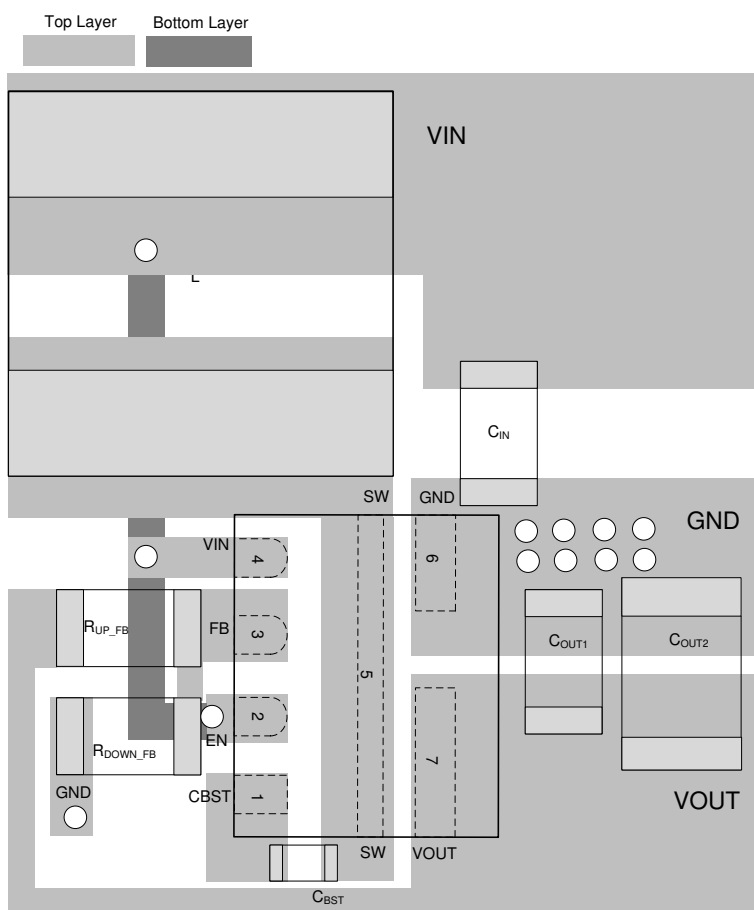 Top Layer
Bottom Layer
VIN
L
CIN
SW
GND
GND
VIN
4
6
RUP_FB
FB
3
COUT1
COUT2
5
2
EN
RDOWN_FB
7
GND
CBST
1
VOUT
SW
VOUT
CBST